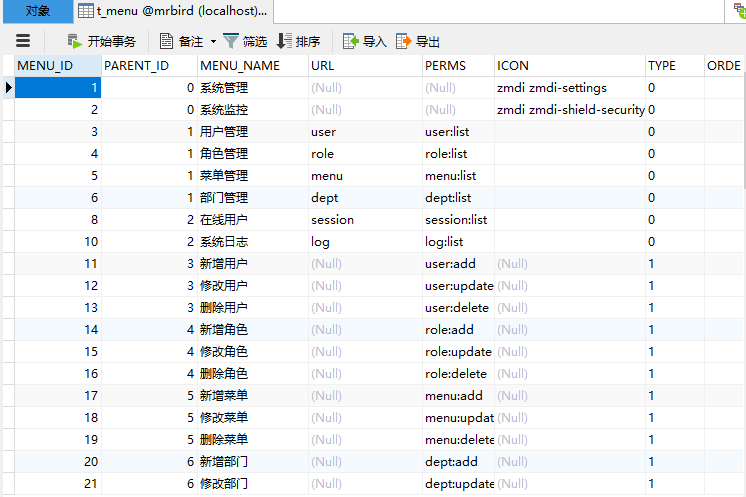 对象 t_menu @mrbird (localhost)...
开始事务 备注 筛选 排序 导入 导出
MENU_ID PARENT_ID MENU_NAME URL PERMS ICON TYPE ORDE
1 0 系统管理 (Null) (Null) zmdi zmdi-settings 0
2 0 系统监控 (Null) (Null) zmdi zmdi-shield-security 0
3 1 用户管理 user user:list 0
4 1 角色管理 role role:list 0
5 1 菜单管理 menu menu:list 0
6 1 部门管理 dept dept:list 0
8 2 在线用户 session session:list 0
10 2 系统日志 log log:list 0
11 3 新增用户 (Null) user:add (Null) 1
12 3 修改用户 (Null) user:update (Null) 1
13 3 删除用户 (Null) user:delete (Null) 1
14 4 新增角色 (Null) role:add (Null) 1
15 4 修改角色 (Null) role:update (Null) 1
16 4 删除角色 (Null) role:delete (Null) 1
17 5 新增菜单 (Null) menu:add (Null) 1
18 5 修改菜单 (Null) menu:updat (Null) 1
19 5 删除菜单 (Null) menu:delete (Null) 1
20 6 新增部门 (Null) dept:add (Null) 1
21 6 修改部门 (Null) dept:update (Null) 1